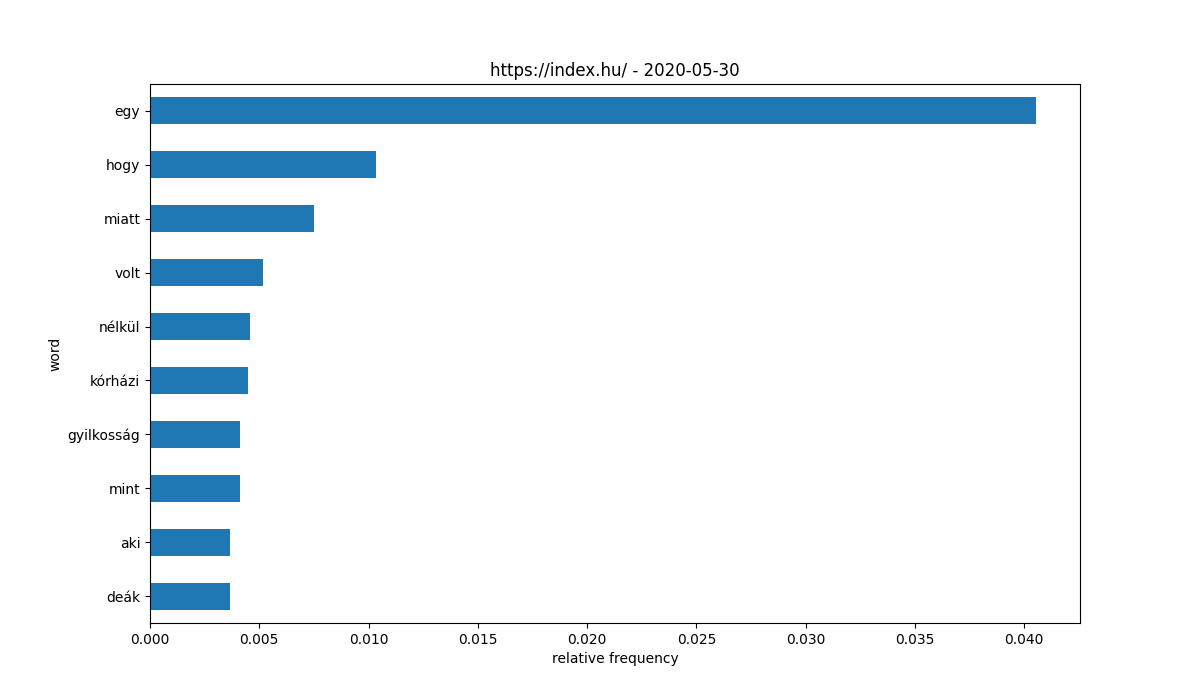 https://index.hu/ - 2020-05-30
egy
hogy
miatt
volt
nélkül
kórházi
gyilkosság
mint
aki
deák
word
0.000 0.005 0.010 0.015 0.020 0.025 0.030 0.035 0.040
relative frequency